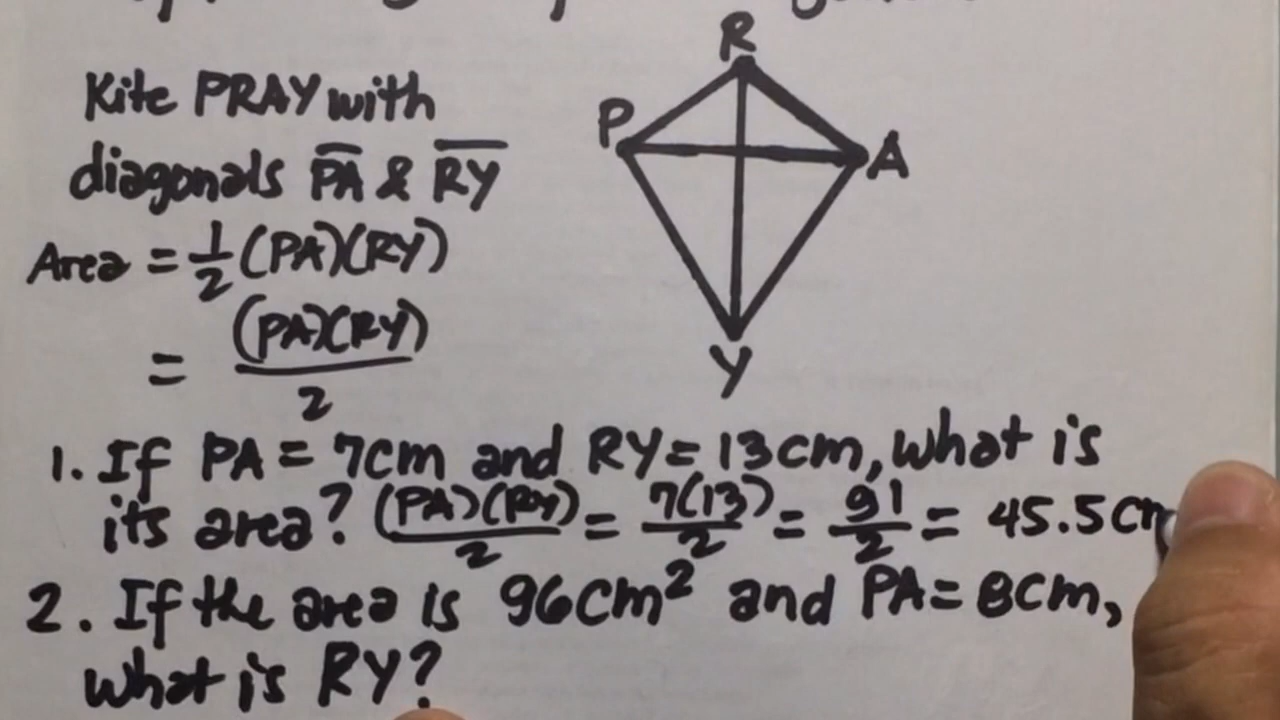 Kite PRAY with
diagonals PA & RY
Area = 1/2 (PA)(RY)
= (PA)(RY)/2
R
P
A
Y
1. If PA = 7cm and RY = 13cm, what is
its area? (PA)(RY)/2 = 7(13)/2 = 91/2 = 45.5 cm
2. If the area is 96cm² and PA = 8cm,
what is RY?